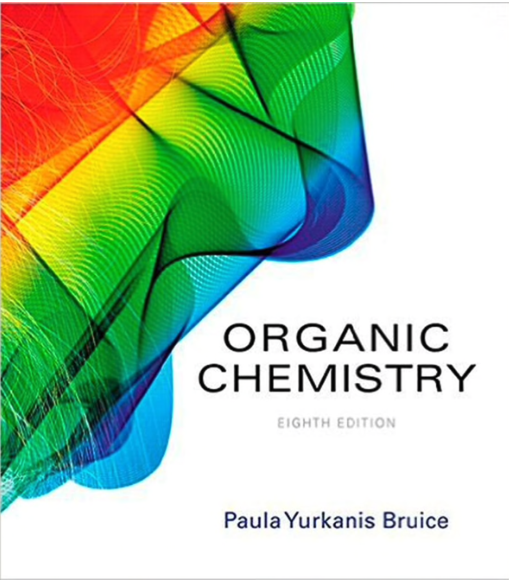 ORGANIC
CHEMISTRY
EIGHTH EDITION
Paula Yurkanis Bruice